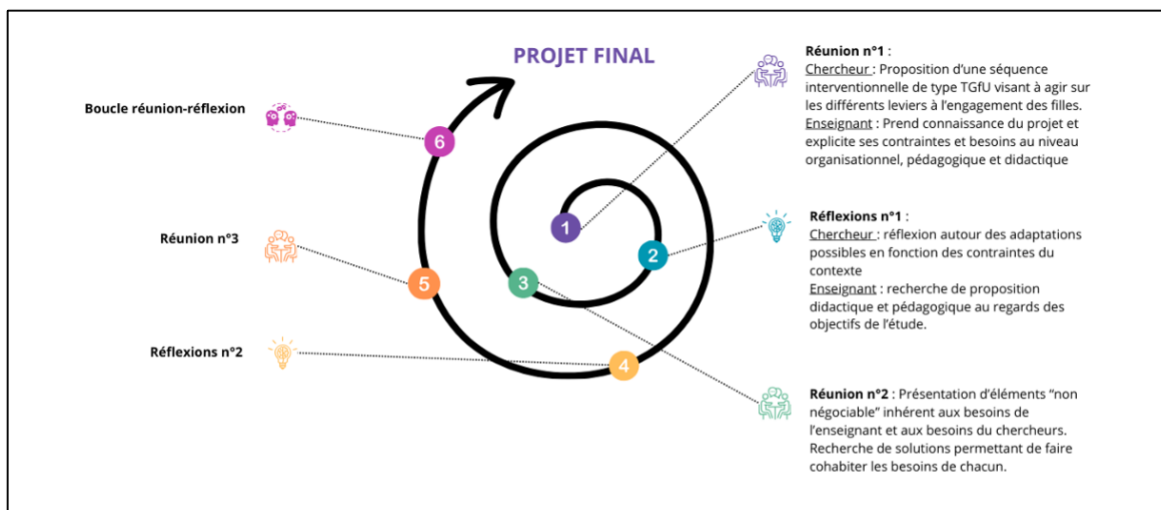 PROJET FINAL
Réunion n°1 :
Chercheur : Proposition d'une séquence
interventionnelle de type TGfU visant à agir sur
les différents leviers à l'engagement des filles.
Enseignant : Prend connaissance du projet et
explicite ses contraintes et besoins au niveau
organisationnel, pédagogique et didactique
Boucle réunion-réflexion
6
1
Réflexions n°1 :
Chercheur : réflexion autour des adaptations
possibles en fonction des contraintes du
contexte
Enseignant : recherche de proposition
didactique et pédagogique au regards des
objectifs de l'étude.
Réunion n°3
2
5
3
Réflexions n°2
4
Réunion n°2 : Présentation d'éléments "non
négociable" inhérent aux besoins de
l'enseignant et aux besoins du chercheurs.
Recherche de solutions permettant de faire
cohabiter les besoins de chacun.